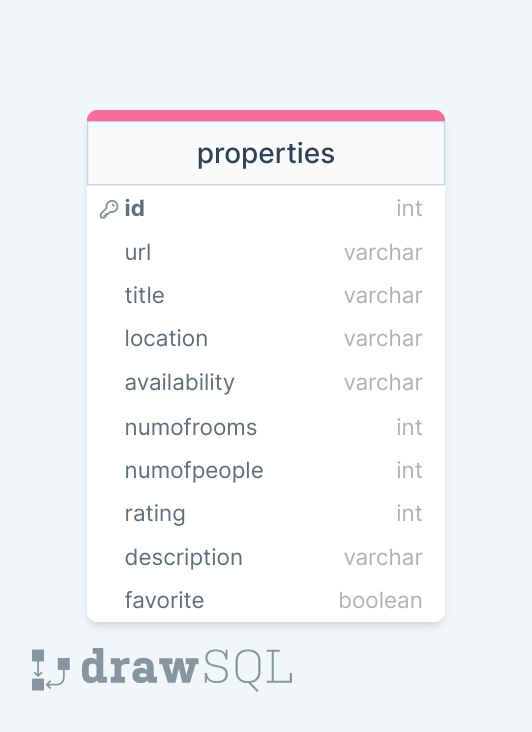 properties
id int
url varchar
title varchar
location varchar
availability varchar
numofrooms int
numofpeople int
rating int
description varchar
favorite boolean
drawSQL